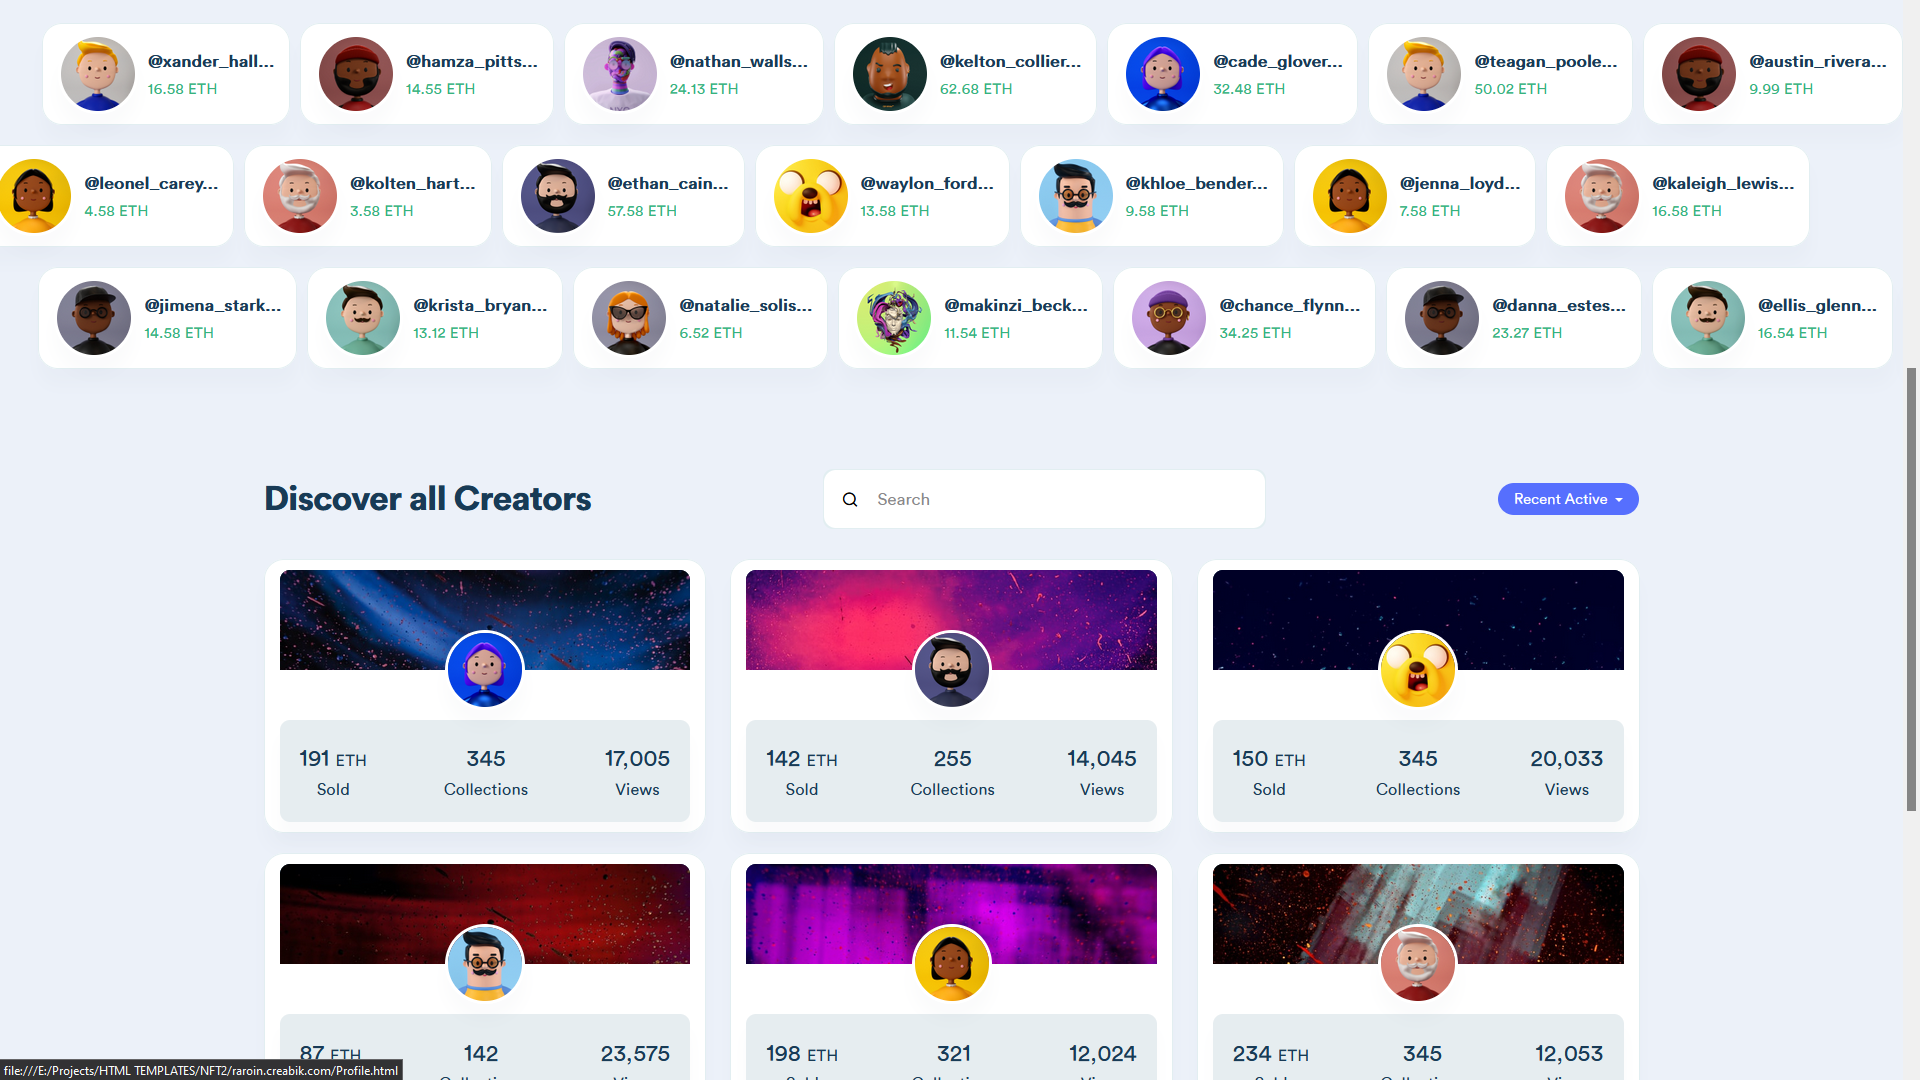 @xander_hall... @hamza_pitts... @nathan_walls... @kelton_collier... @cade_glover... @teagan_poole... @austin_rivera...
16.58 ETH 14.55 ETH 24.13 ETH 62.68 ETH 32.48 ETH 50.02 ETH 9.99 ETH
@leonel_carey... @kolten_hart... @ethan_cain... @waylon_ford... @khloe_bender... @jenna_loyd... @kaleigh_lewis...
4.58 ETH 3.58 ETH 57.58 ETH 13.58 ETH 9.58 ETH 7.58 ETH 16.58 ETH
@jimena_stark... @krista_bryan... @natalie_solis... @makinzi_beck... @chance_flynn... @danna_estes... @ellis_glenn...
14.58 ETH 13.12 ETH 6.52 ETH 11.54 ETH 34.25 ETH 23.27 ETH 16.54 ETH
Discover all Creators Search Recent Active
191 ETH 345 17,005 142 ETH 255 14,045 150 ETH 345 20,033
Sold Collections Views Sold Collections Views Sold Collections Views
87 ETH 142 23,575 198 ETH 321 12,024 234 ETH 345 12,053
file:///E:/Projects/HTML TEMPLATES/NFT2/raroin.creabik.com/Profile.html